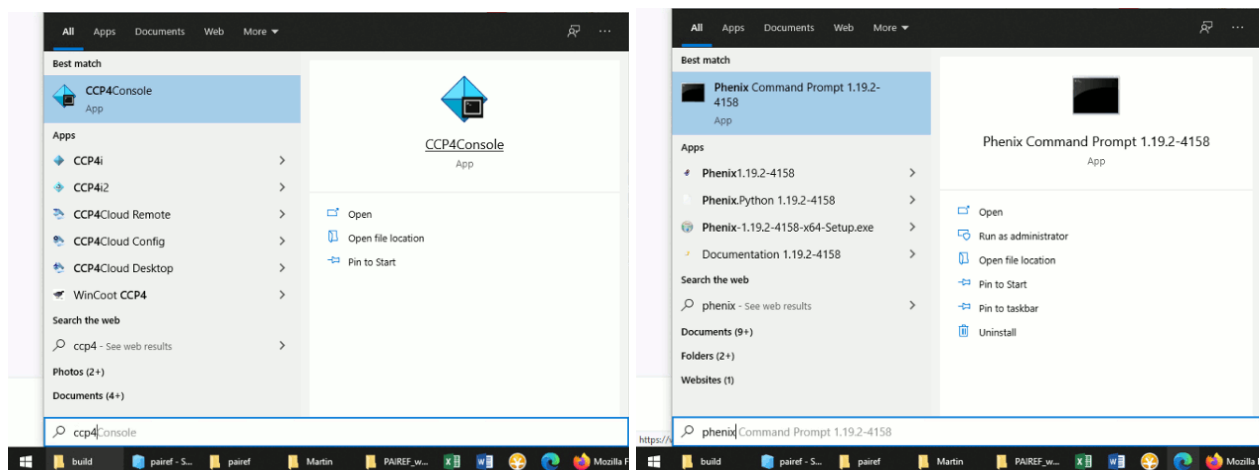 All Apps Documents Web More
Best match
CCP4Console
App
Apps
CCP4i
CCP4i2
CCP4Cloud Remote
CCP4Cloud Config
CCP4Cloud Desktop
WinCoot CCP4
Search the web
ccp4 - See web results
Photos (2+)
Documents (4+)
ccp4Console
CCP4Console
App
Open
Open file location
Pin to Start
build pairef - S... pairef Martin PAIREF_w... Mozilla F
All Apps Documents Web More
Best match
Phenix Command Prompt 1.19.2-
4158
App
Apps
Phenix1.19.2-4158
Phenix.Python 1.19.2-4158
Phenix-1.19.2-4158-x64-Setup.exe
Documentation 1.19.2-4158
Search the web
phenix - See web results
Documents (9+)
Folders (2+)
Websites (1)
phenix Command Prompt 1.19.2-4158
Phenix Command Prompt 1.19.2-4158
App
Open
Run as administrator
Open file location
Pin to Start
Pin to taskbar
Uninstall
build pairef - S... pairef Martin PAIREF_w... Mozilla